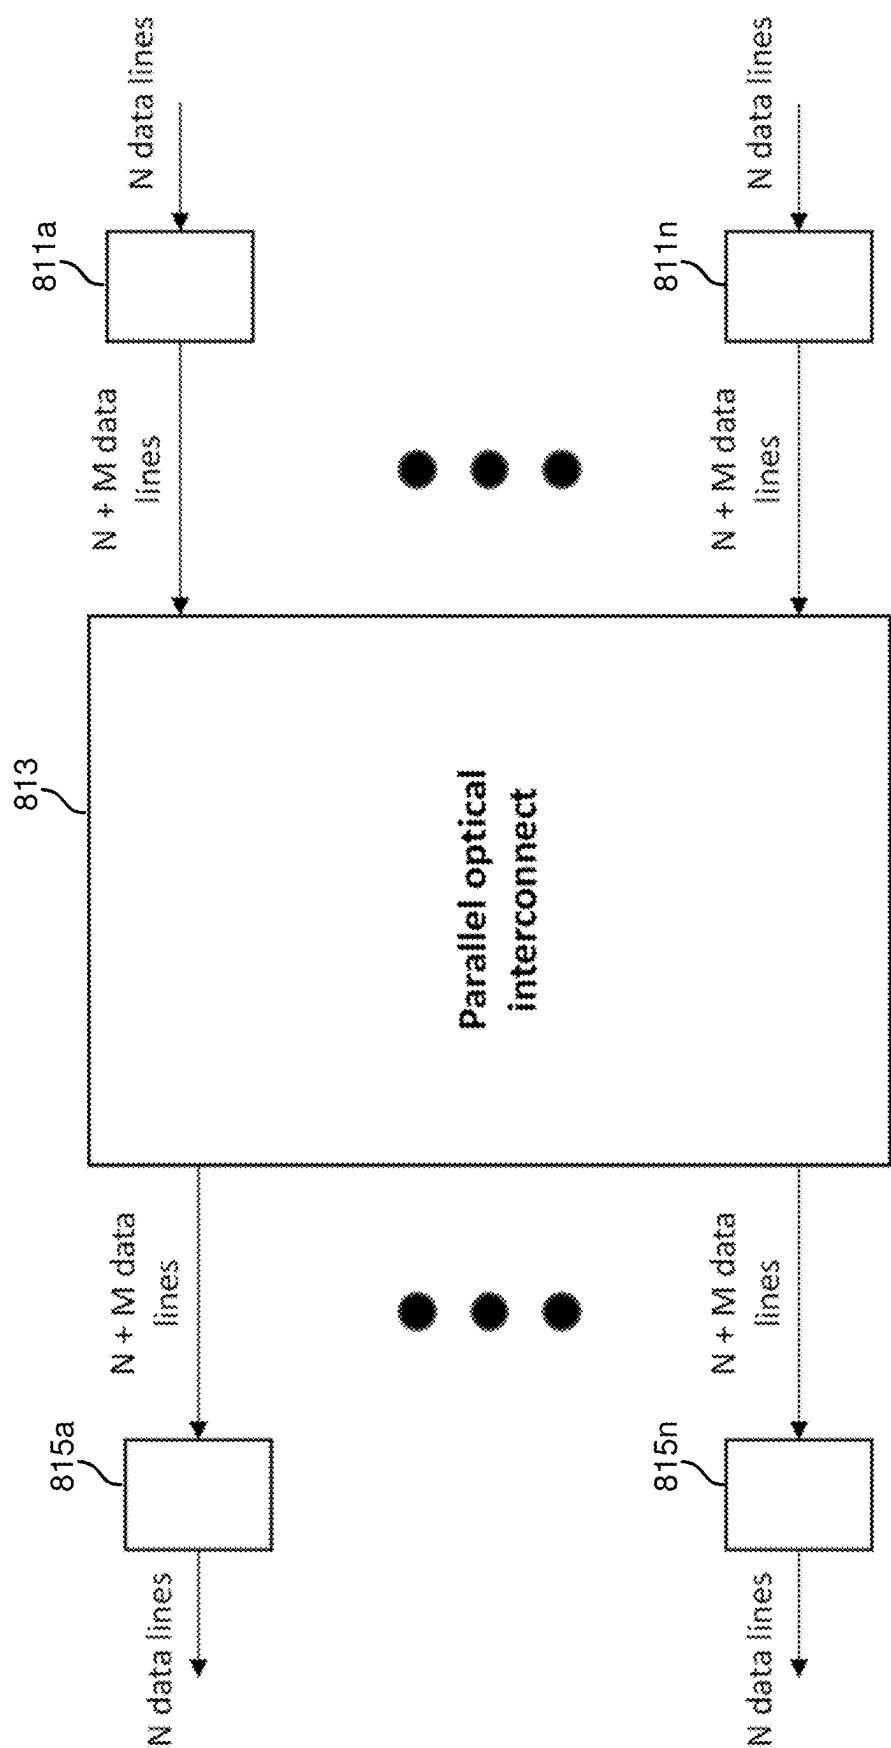 813
815a
811a
N data lines
N + M data
lines
N + M data
lines
N data lines
Parallel optical
interconnect
815n
811n
N data lines
N + M data
lines
N + M data
lines
N data lines